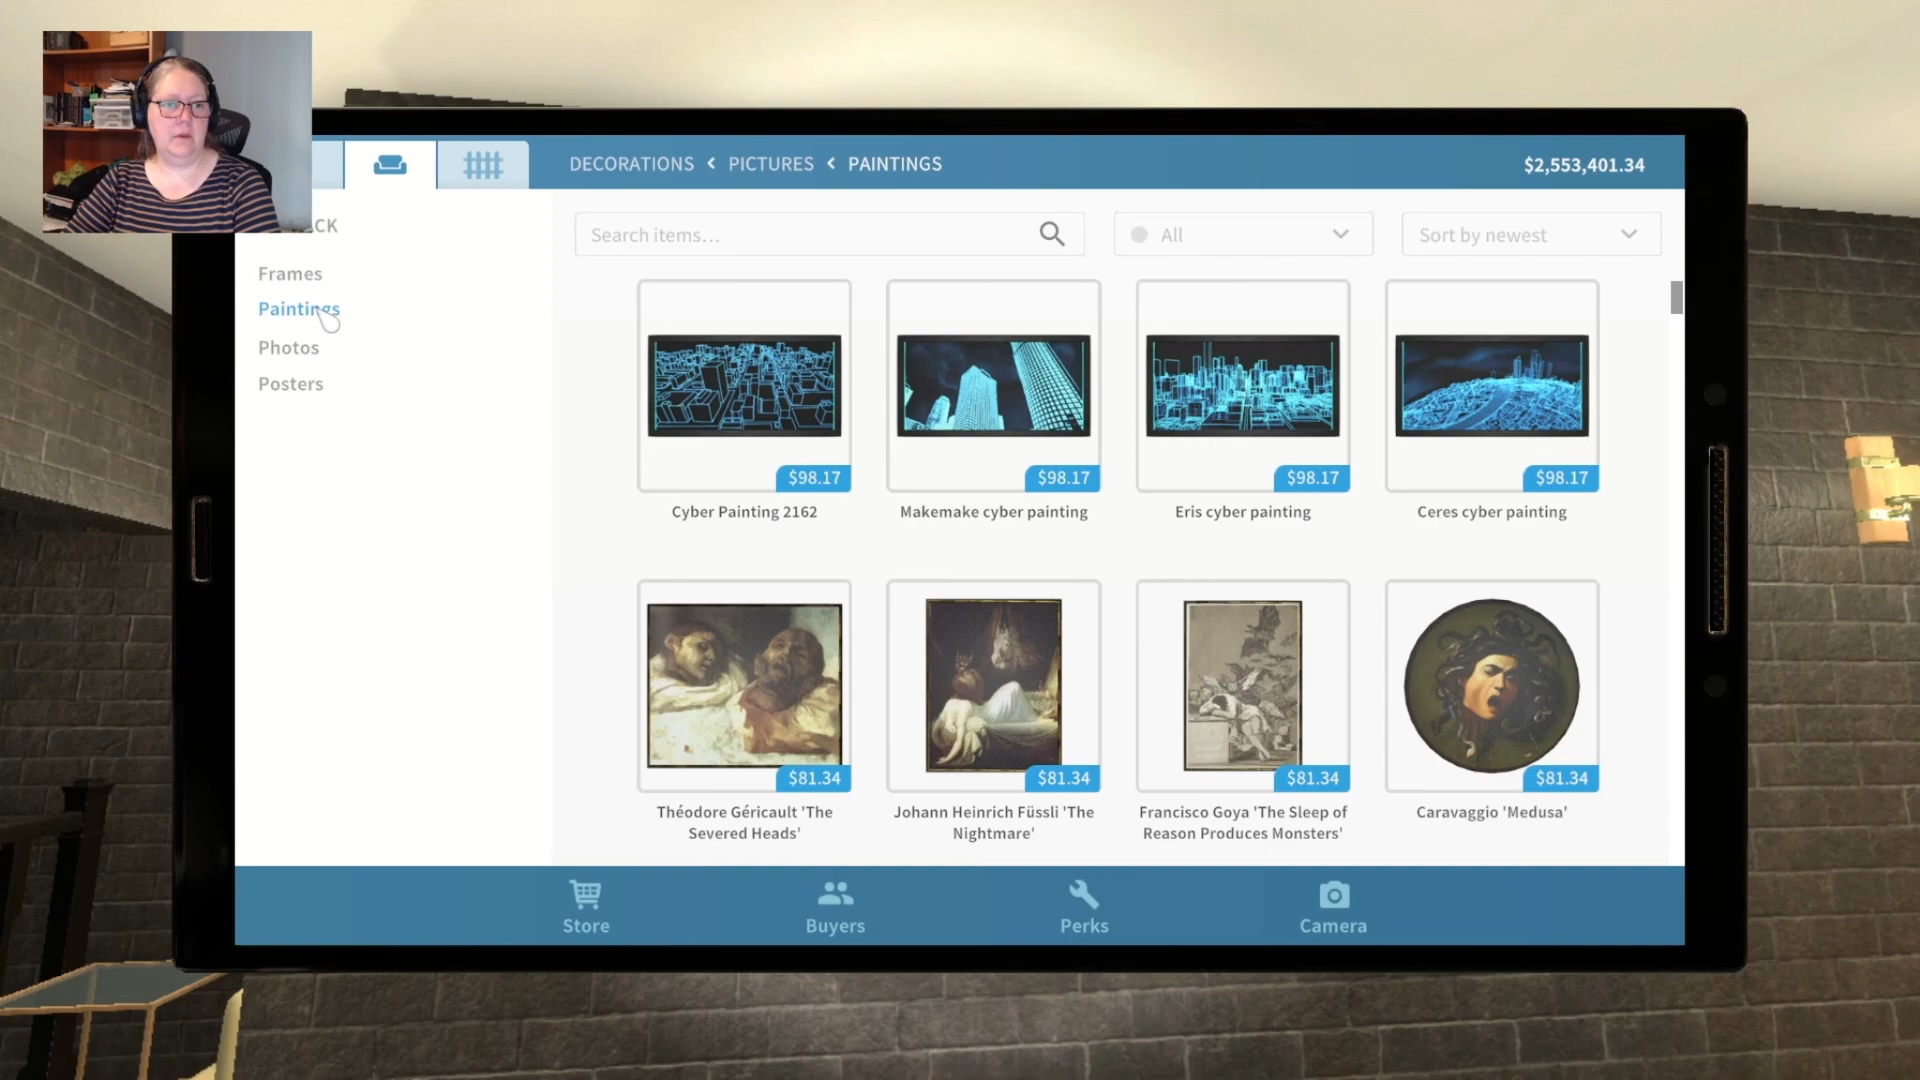 DECORATIONS < PICTURES < PAINTINGS
$2,553,401.34
CK
Frames
Paintings
Photos
Posters
Search items...
All
Sort by newest
$98.17
$98.17
$98.17
$98.17
Cyber Painting 2162
Makemake cyber painting
Eris cyber painting
Ceres cyber painting
$81.34
$81.34
$81.34
$81.34
Théodore Géricault 'The
Severed Heads'
Johann Heinrich Füssli 'The
Nightmare'
Francisco Goya 'The Sleep of
Reason Produces Monsters'
Caravaggio 'Medusa'
Store
Buyers
Perks
Camera